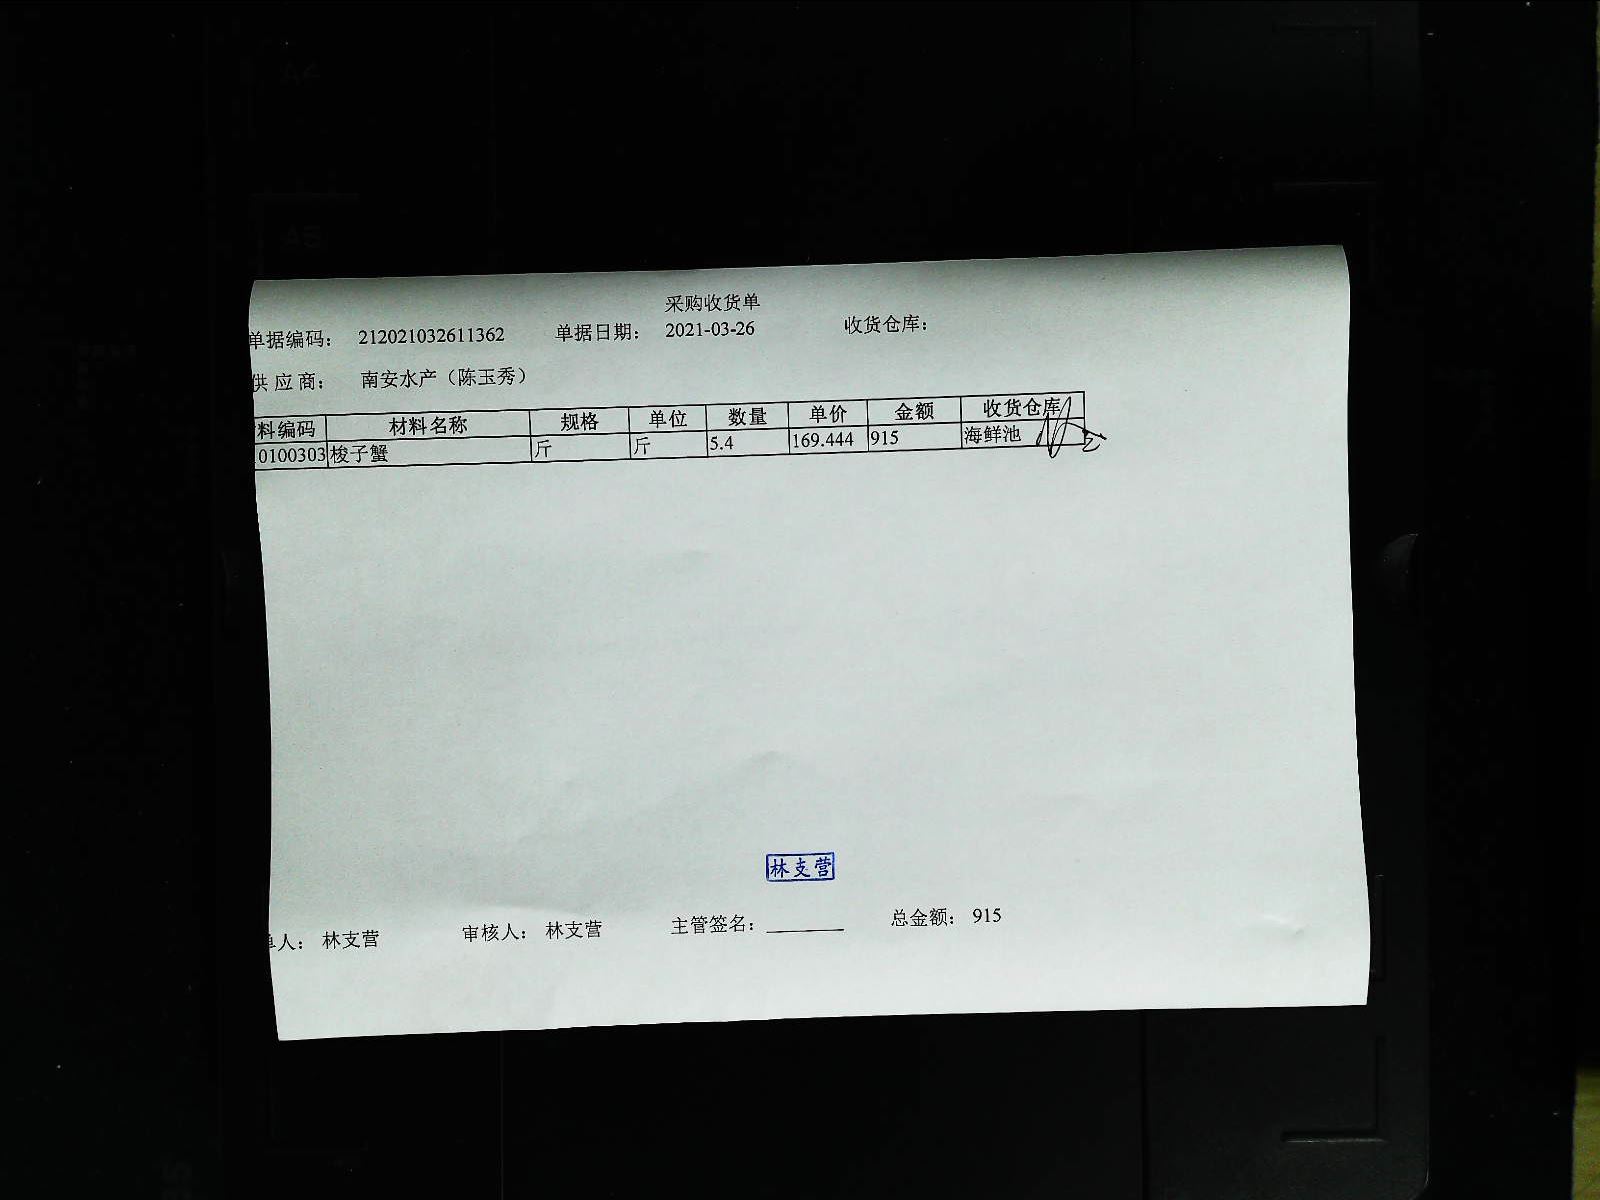 采购收货单
单据编码： 212021032611362 单据日期： 2021-03-26 收货仓库：
供应商： 南安水产（陈玉秀）
料编码 材料名称 规格 单位 数量 单价 金额 收货仓库
0100303 梭子蟹 斤 斤 5.4 169.444 915 海鲜池
林支营
单人： 林支营 审核人： 林支营 主管签名： 总金额： 915